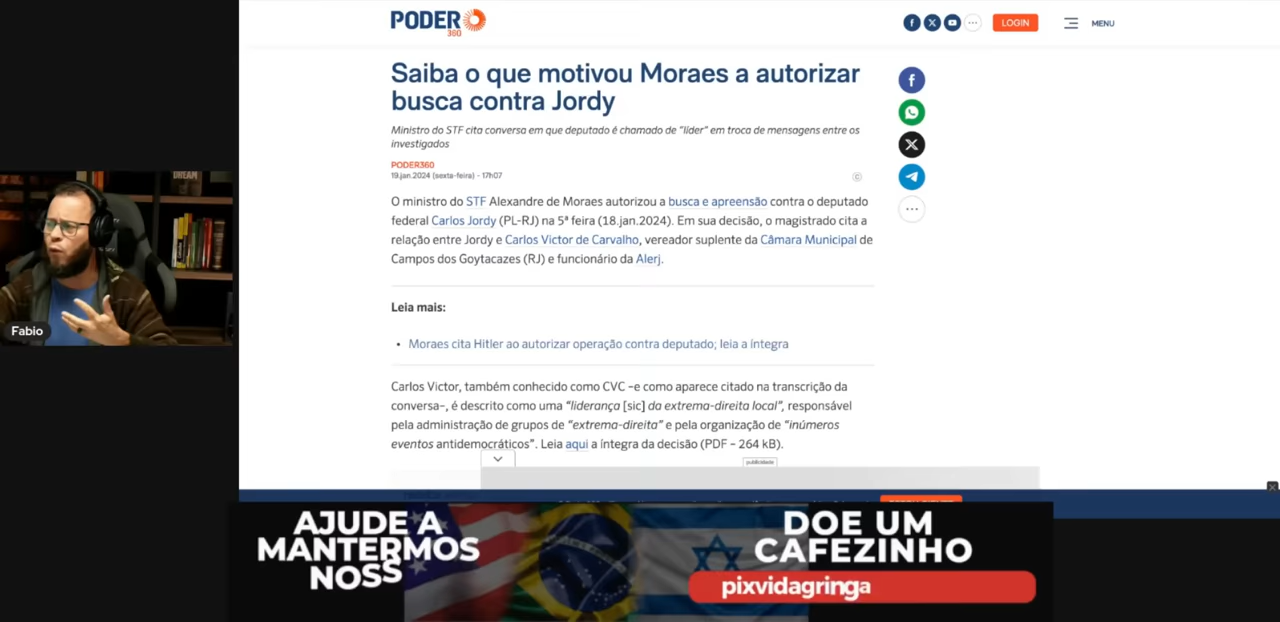 PODER
360
LOGIN
MENU
Saiba o que motivou Moraes a autorizar
busca contra Jordy
Ministro do STF cita conversa em que deputado é chamado de "líder" em troca de mensagens entre os
investigados
PODER360
19.jan.2024 (sexta-feira) - 17h07
O ministro do STF Alexandre de Moraes autorizou a busca e apreensão contra o deputado
federal Carlos Jordy (PL-RJ) na 5ª feira (18.jan.2024). Em sua decisão, o magistrado cita a
relação entre Jordy e Carlos Victor de Carvalho, vereador suplente da Câmara Municipal de
Campos dos Goytacazes (RJ) e funcionário da Alerj.
Leia mais:
• Moraes cita Hitler ao autorizar operação contra deputado; leia a íntegra
Carlos Victor, também conhecido como CVC –e como aparece citado na transcrição da
conversa–, é descrito como uma “liderança [sic] da extrema-direita local”, responsável
pela administração de grupos de “extrema-direita” e pela organização de “inúmeros
eventos antidemocráticos”. Leia aqui a íntegra da decisão (PDF – 264 kB).
publicidade
DREAM
Fabio
AJUDE A
MANTERMOS
NOSS
DOE UM
CAFEZINHO
pixvidagringa